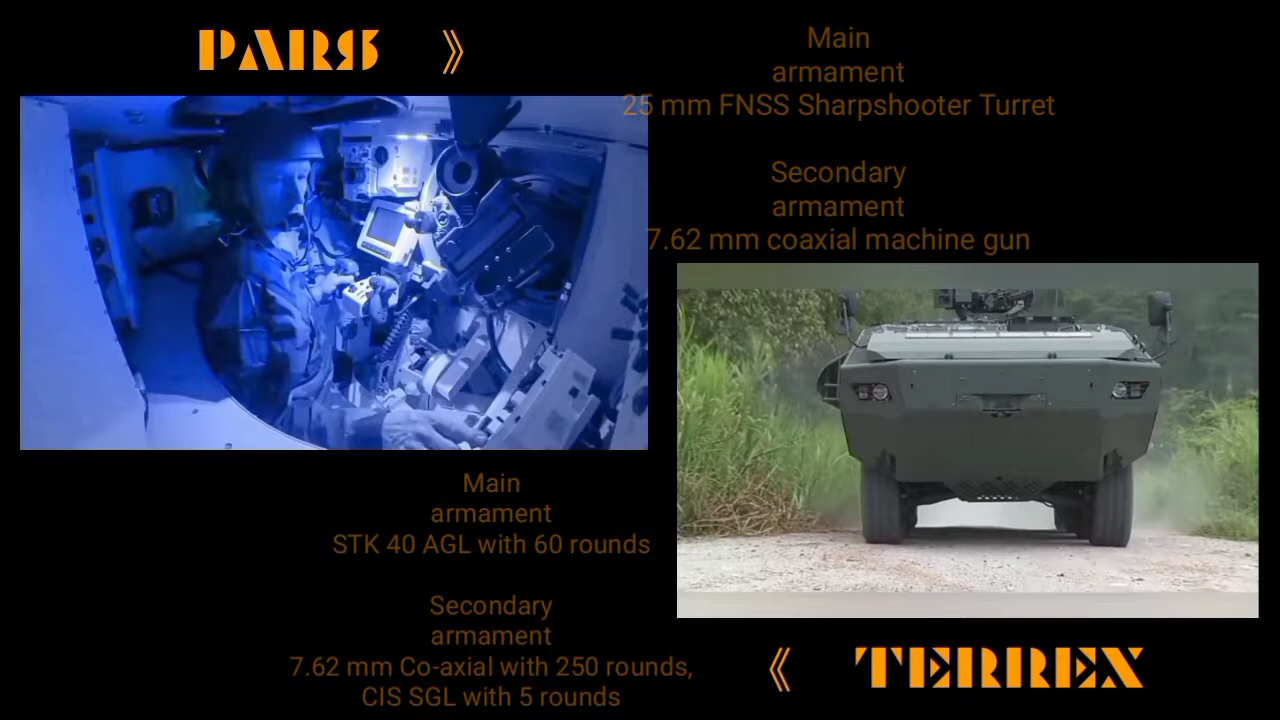 PARS 》
Main
armament
25 mm FNSS Sharpshooter Turret
Secondary
armament
7.62 mm coaxial machine gun
Main
armament
STK 40 AGL with 60 rounds
Secondary
armament
7.62 mm Co-axial with 250 rounds,
CIS SGL with 5 rounds
《 TERREX